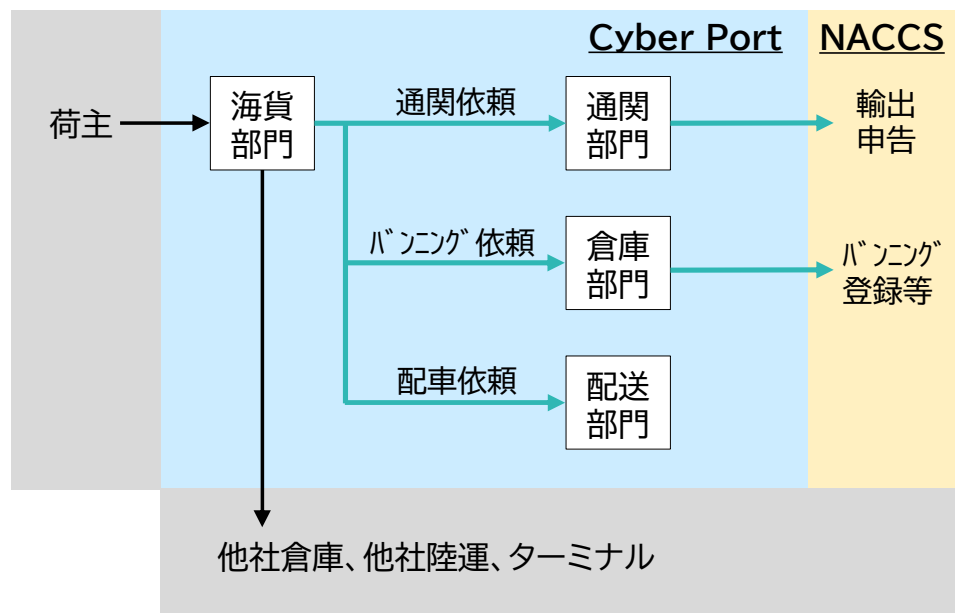 Cyber Port
NACCS
荷主
海貨
部門
通関依頼
通関
部門
輸出
申告
ﾊﾞﾝﾆﾝｸﾞ依頼
倉庫
部門
ﾊﾞﾝﾆﾝｸﾞ
登録等
配車依頼
配送
部門
他社倉庫、他社陸運、ターミナル